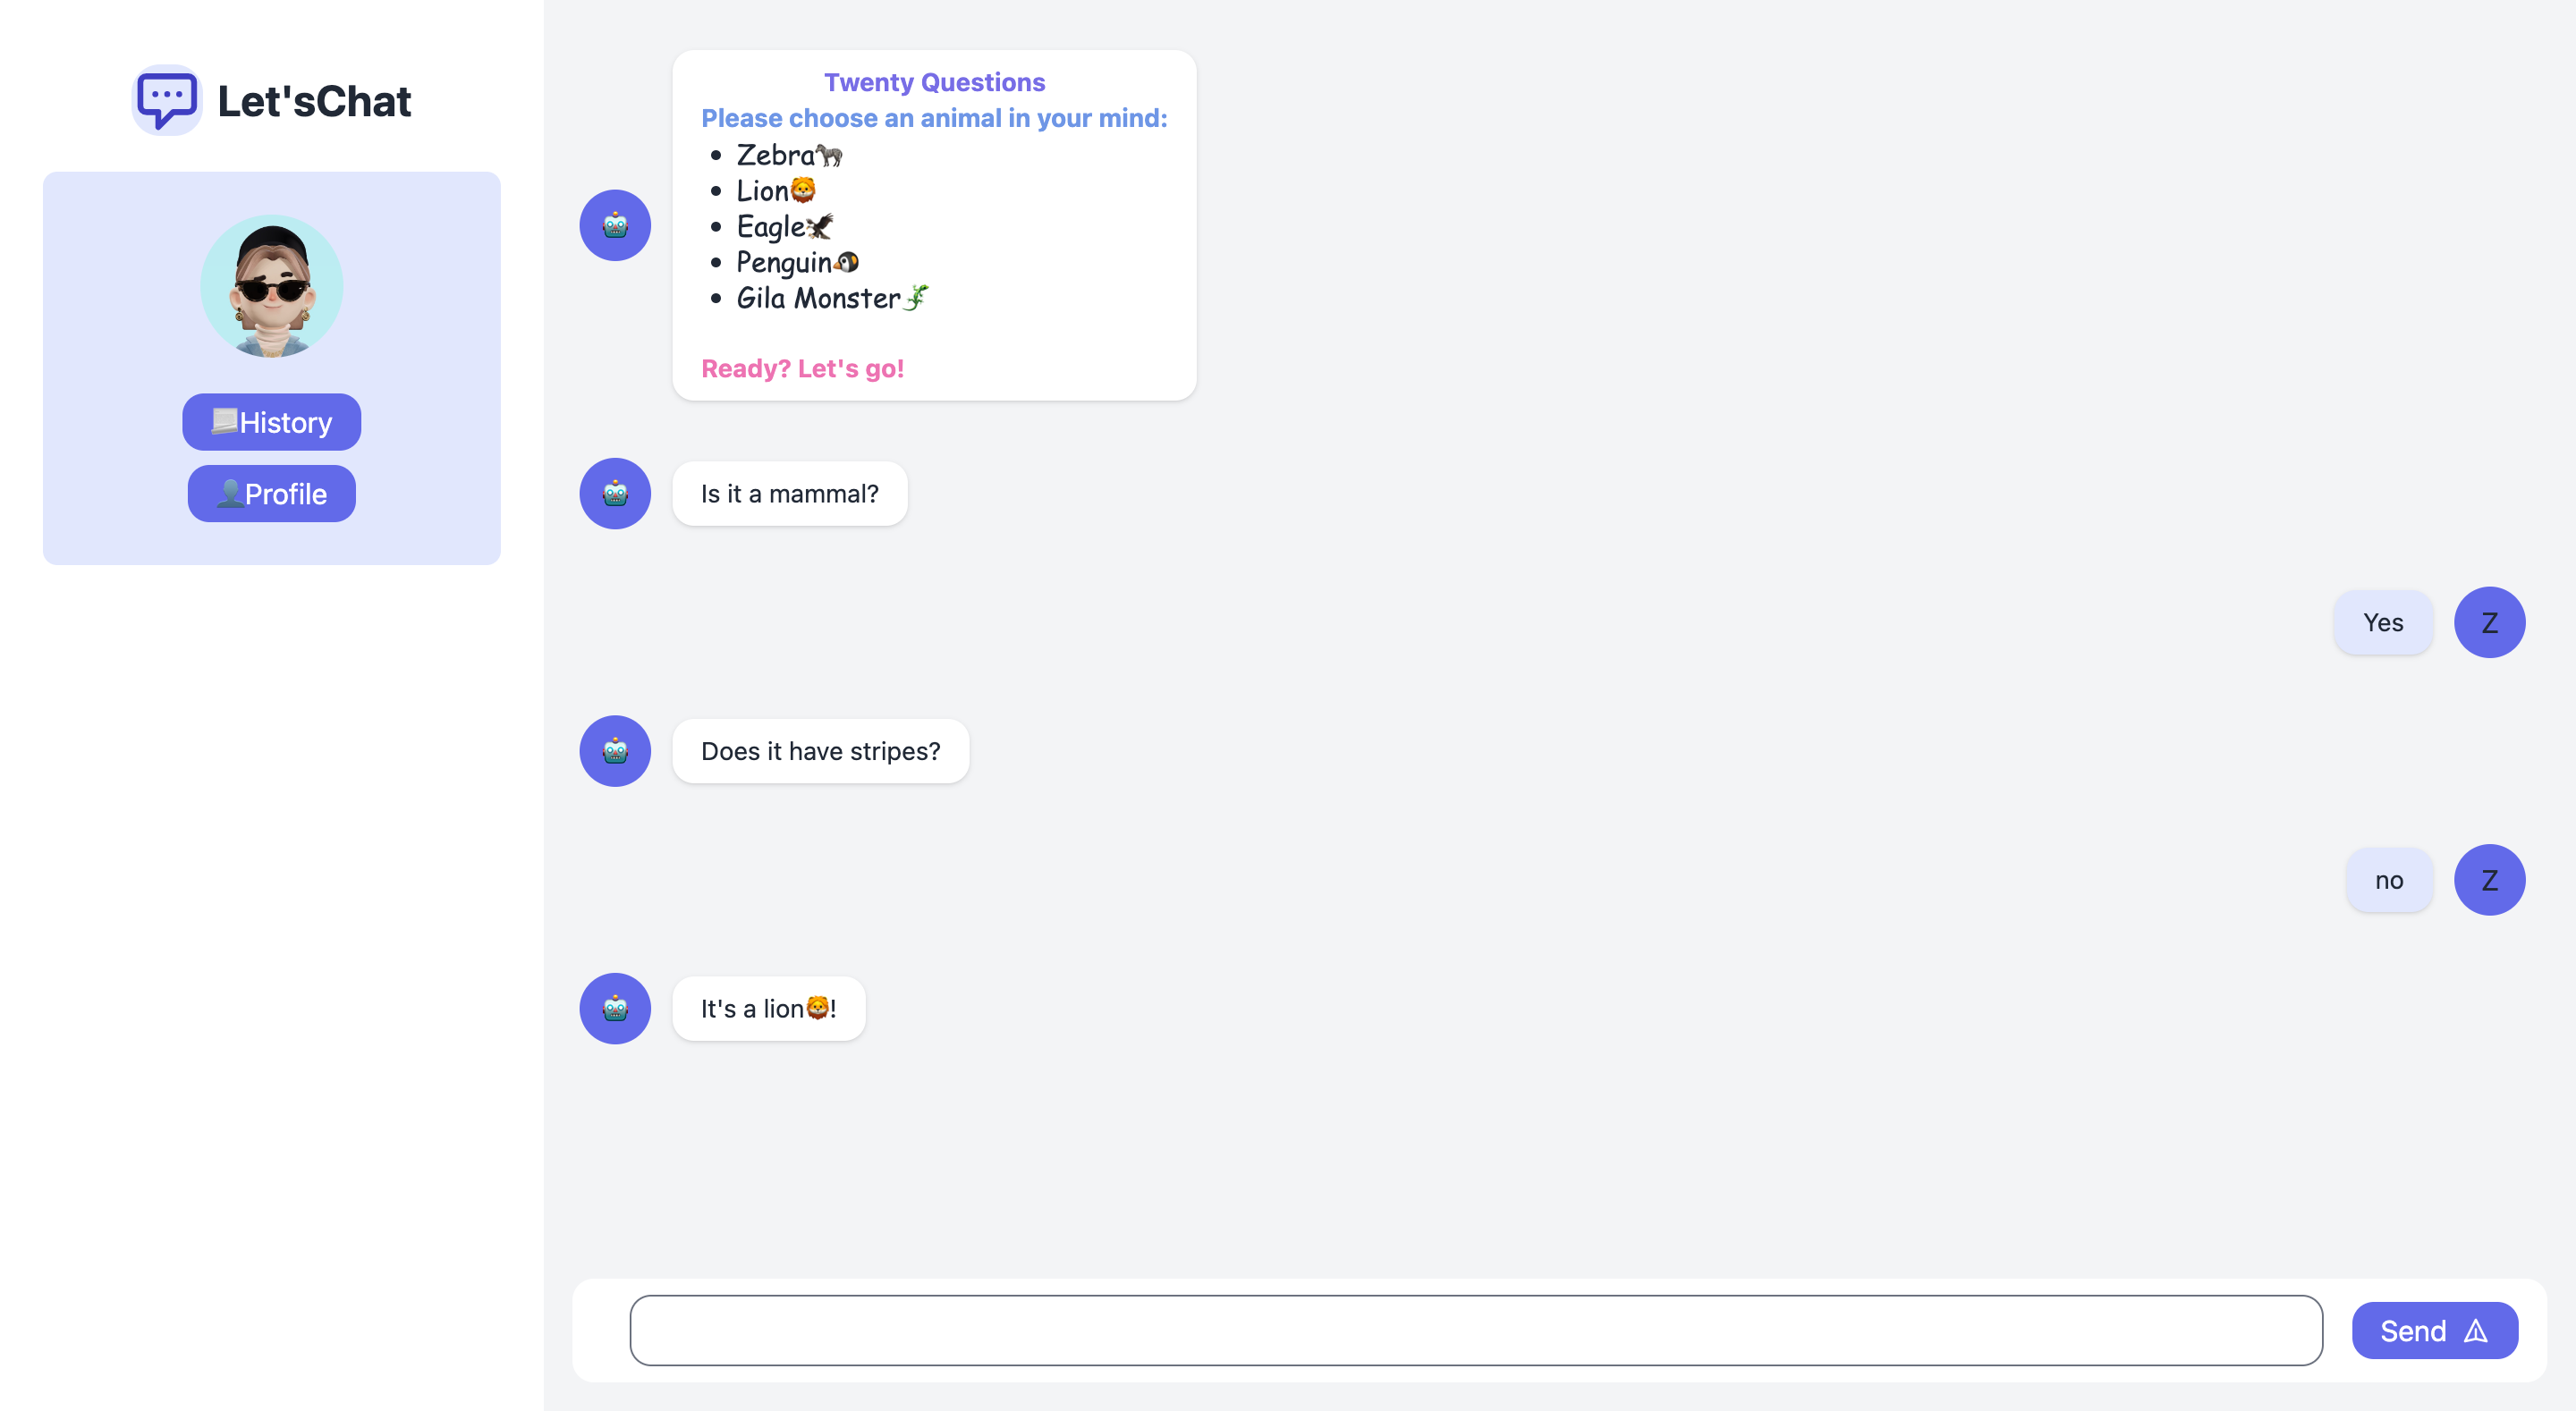 Let'sChat
History
Profile
Twenty Questions
Please choose an animal in your mind:
Zebra
Lion
Eagle
Penguin
Gila Monster
Ready? Let's go!
Is it a mammal?
Yes
Z
Does it have stripes?
no
Z
It's a lion🦁!
Send